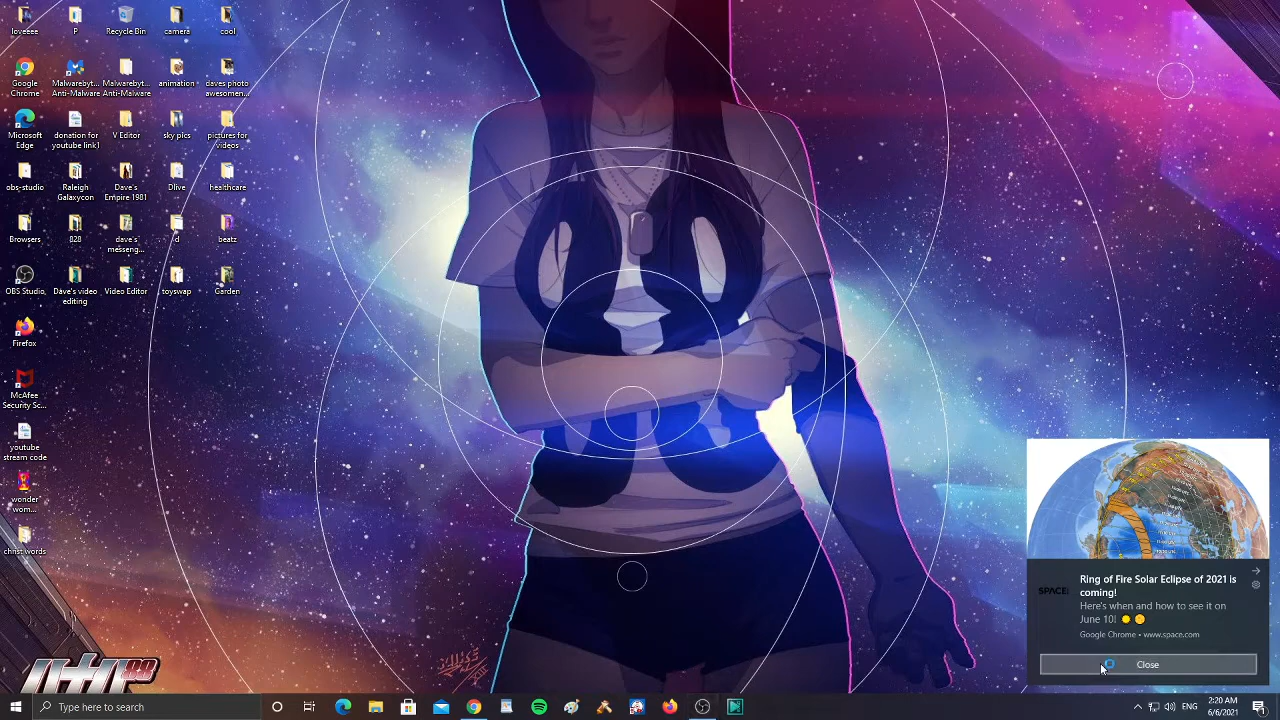 loveeee
P
Recycle Bin
camera
cool
Google
Chrome
Malwarebyt...
Anti-Malware
Malwarebyt...
Anti-Malware
animation
daves photo
awesomen...
Microsoft
Edge
donation for
youtube link)
V Editor
sky pics
pictures for
videos
obs-studio
Raleigh
Galaxycon
Dave's
Empire 1981
Dlive
healthcare
Browsers
828
dave's
messeng...
d
beatz
OBS Studio
Dave's video
editing
Video Editor
toyswap
Garden
Firefox
McAfee
Security Sc...
youtube
stream code
wonder
wom...
christ words
SPACE
Ring of Fire Solar Eclipse of 2021 is
coming!
Here's when and how to see it on
June 10!
Google Chrome • www.space.com
Close
Type here to search
ENG
2:20 AM
6/6/2021
1